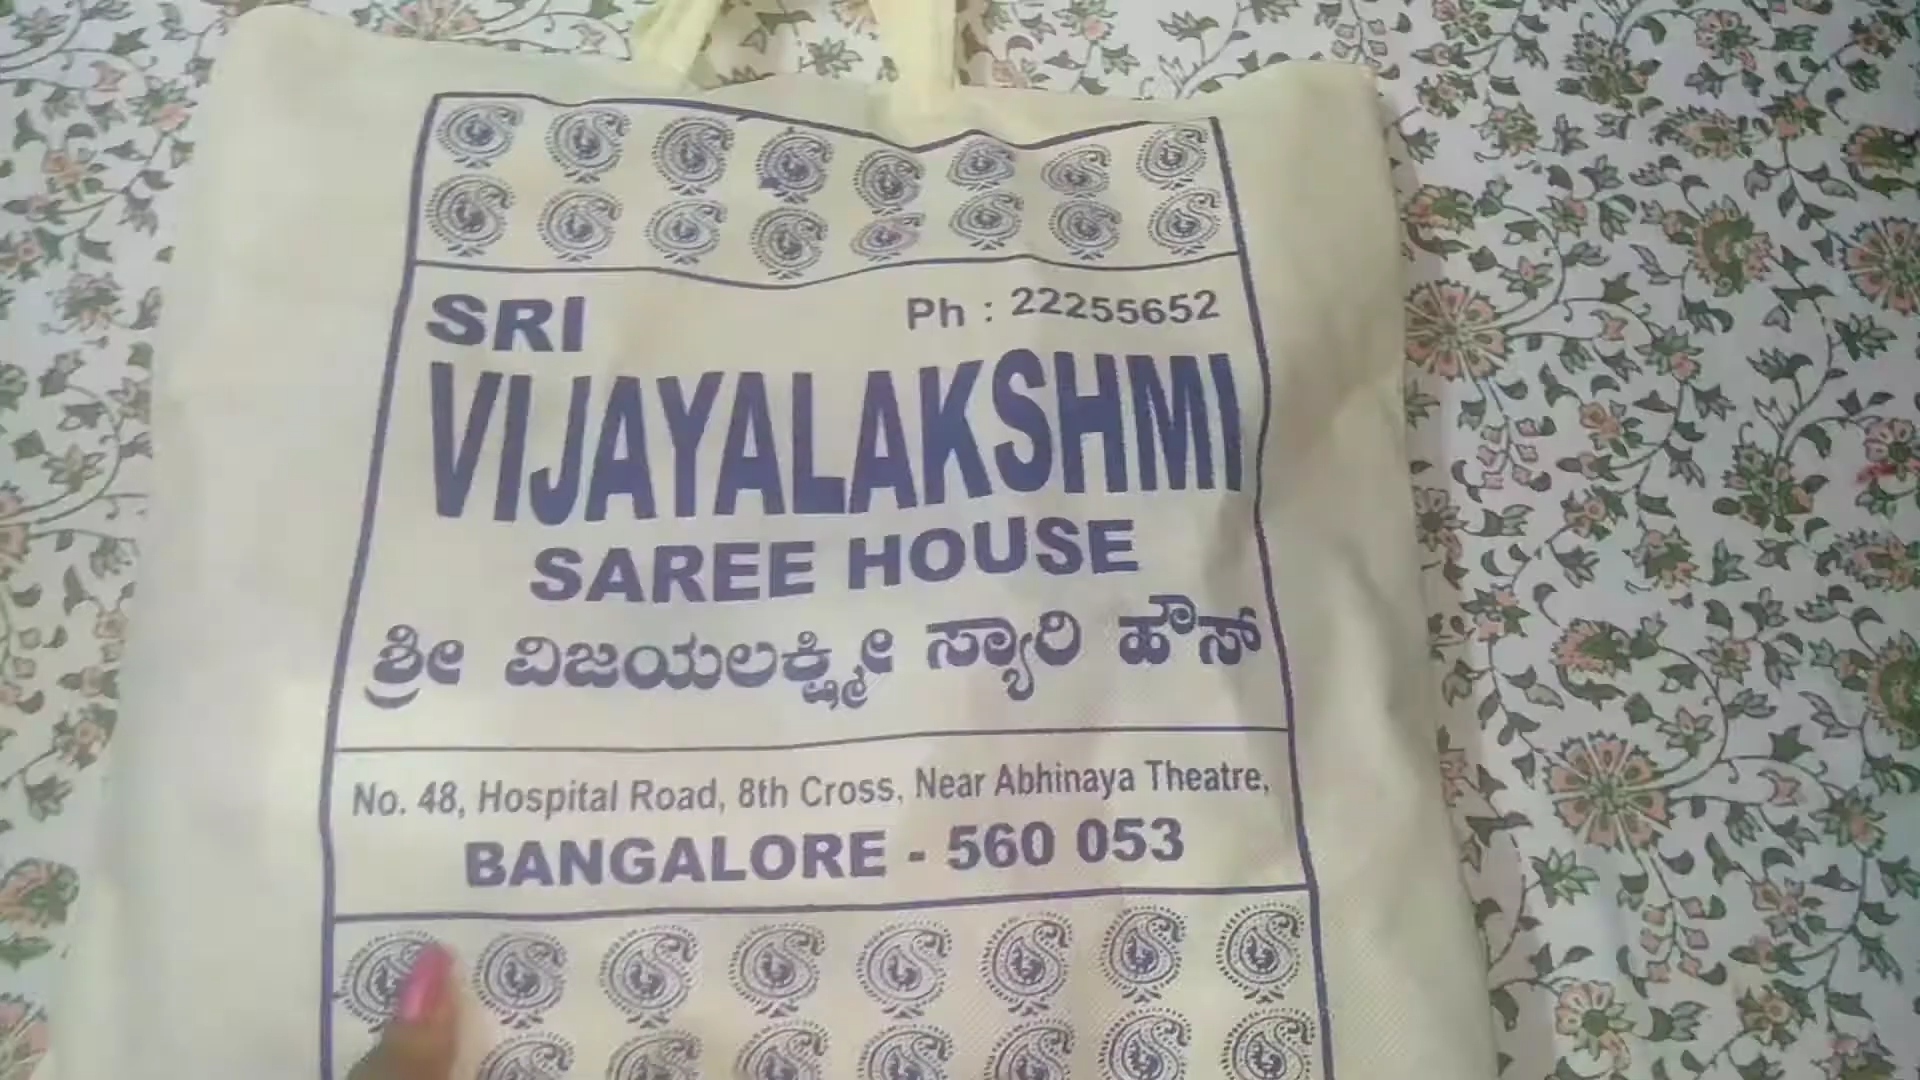 SRI
Ph : 22255652
VIJAYALAKSHMI
SAREE HOUSE
ಶ್ರೀ ವಿಜಯಲಕ್ಷ್ಮೀ ಸ್ಯಾರಿ ಹೌಸ್
No. 48, Hospital Road, 8th Cross, Near Abhinaya Theatre,
BANGALORE - 560 053